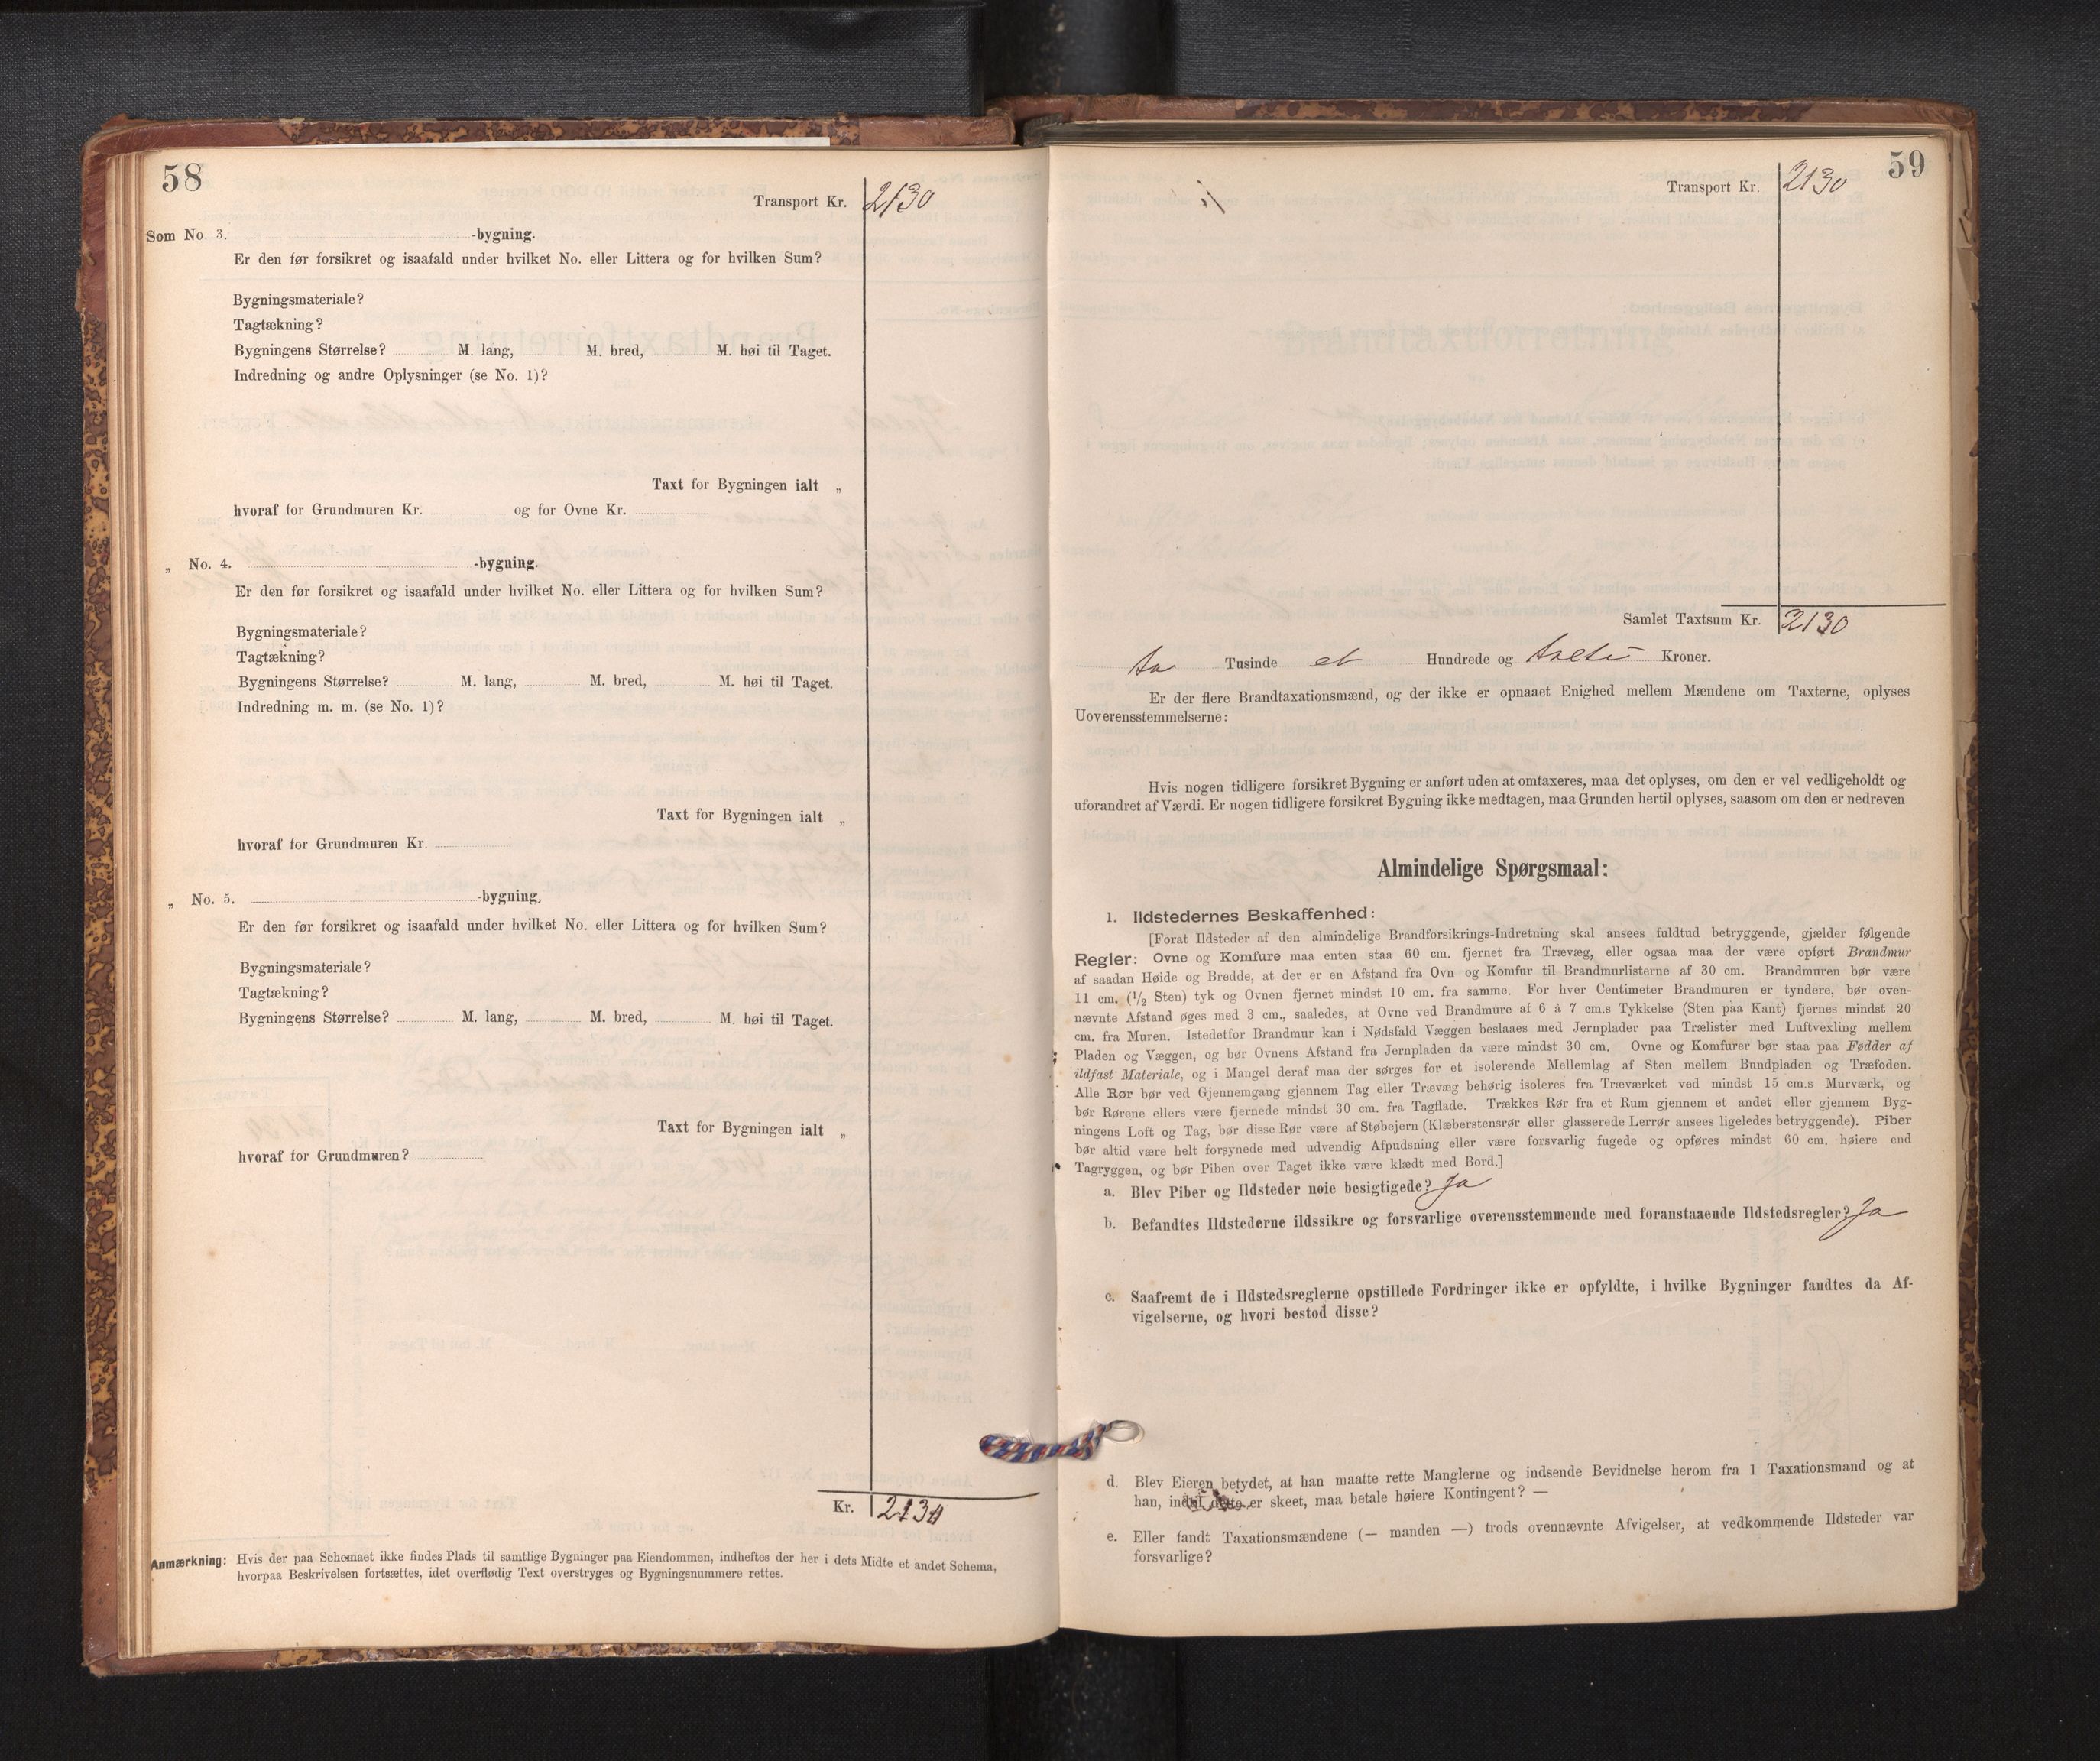 58
Transport Kr. 2130
Som No. 3. -bygning.
Er den før forsikret og isaafald under hvilket No. eller Littera og for hvilken Sum?
Bygningsmateriale?
Tagtækning?
Bygningens Størrelse? M. lang, M. bred, M. høi til Taget.
Indredning og andre Oplysninger (se No. 1)?
Taxt for Bygningen ialt „
hvoraf for Grundmuren Kr. og for Ovne Kr.
„ No. 4. -bygning.
Er den før forsikret og isaafald under hvilket No. eller Littera og for hvilken Sum?
Bygningsmateriale?
Tagtækning?
Bygningens Størrelse? M. lang, M. bred, M. høi til Taget.
Indredning m. m. (se No. 1)?
Taxt for Bygningen ialt „
hvoraf for Grundmuren Kr.
„ No. 5. -bygning,
Er den før forsikret og isaafald under hvilket No. eller Littera og for hvilken Sum?
Bygningsmateriale?
Tagtækning?
Bygningens Størrelse? M. lang, M. bred, M. høi til Taget.
Taxt for Bygningen ialt „
hvoraf for Grundmuren?
Kr. 2130
Anmærkning: Hvis der paa Schemaet ikke findes Plads til samtlige Bygninger paa Eiendommen, indheftes der her i dets Midte et andet Schema,
hvorpaa Beskrivelsen fortsættes, idet overflødig Text overstryges og Bygningsnummere rettes.
59
Transport Kr. 2130
Samlet Taxtsum Kr. 2130
to Tusinde et Hundrede og tretti Kroner.
Er der flere Brandtaxationsmænd, og der ikke er opnaaet Enighed mellem Mændene om Taxterne, oplyses
Uoverensstemmelserne:
Hvis nogen tidligere forsikret Bygning er anført uden at omtaxeres, maa det oplyses, om den er vel vedligeholdt og
uforandret af Værdi. Er nogen tidligere forsikret Bygning ikke medtagen, maa Grunden hertil oplyses, saasom om den er nedreven
Almindelige Spørgsmaal:
1. Ildstedernes Beskaffenhed:
[Forat Ildsteder af den almindelige Brandforsikrings-Indretning skal ansees fuldtud betryggende, gjælder følgende
Regler: Ovne og Komfure maa enten staa 60 cm. fjernet fra Trævæg, eller ogsaa maa der være opført Brandmur
af saadan Høide og Bredde, at der er en Afstand fra Ovn og Komfur til Brandmurlisterne af 30 cm. Brandmuren bør være
11 cm. (1/2 Sten) tyk og Ovnen fjernet mindst 10 cm. fra samme. For hver Centimeter Brandmuren er tyndere, bør oven-
nævnte Afstand øges med 3 cm., saaledes, at Ovne ved Brandmure af 6 à 7 cm.s Tykkelse (Sten paa Kant) fjernes mindst 20
cm. fra Muren. Istedetfor Brandmur kan i Nødsfald Væggen beslaaes med Jernplader paa Trælister med Luftvexling mellem
Pladen og Væggen, og bør Ovnens Afstand fra Jernpladen da være mindst 30 cm. Ovne og Komfurer bør staa paa Fødder af
ildfast Materiale, og i Mangel deraf maa der sørges for et isolerende Mellemlag af Sten mellem Bundpladen og Træfoden.
Alle Rør bør ved Gjennemgang gjennem Tag eller Trævæg behørig isoleres fra Træværket ved mindst 15 cm.s Murværk, og
bør Rørene ellers være fjernede mindst 30 cm. fra Tagflade. Trækkes Rør fra et Rum gjennem et andet eller gjennem Byg-
ningens Loft og Tag, bør disse Rør være af Støbejern (Klæberstensrør eller glasserede Lerrør ansees ligeledes betryggende). Piber
bør altid være helt forsynede med udvendig Afpudsning eller være forsvarlig fugede og opføres mindst 60 cm. høiere end
Tagryggen, og bør Piben over Taget ikke være klædt med Bord.]
a. Blev Piber og Ildsteder nøie besigtigede? Ja
b. Befandtes Ildstederne ildssikre og forsvarlige overensstemmende med foranstaaende Ildstedsregler? Ja
c. Saafremt de i Ildstedsreglerne opstillede Fordringer ikke er opfyldte, i hvilke Bygninger fandtes da Af-
vigelserne, og hvori bestod disse?
d. Blev Eieren betydet, at han maatte rette Manglerne og indsende Bevidnelse herom fra 1 Taxationsmand og at
han, indtil dette er skeet, maa betale høiere Kontingent? —
e. Eller fandt Taxationsmændene (— manden —) trods ovennævnte Afvigelser, at vedkommende Ildsteder var
forsvarlige?